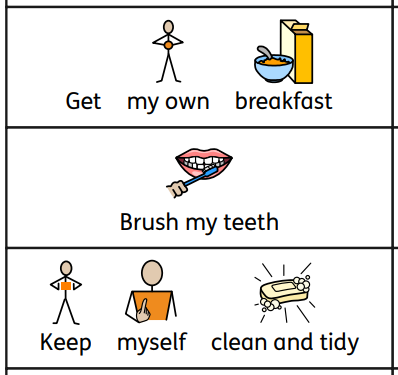 Get my own breakfast
Brush my teeth
Keep myself clean and tidy